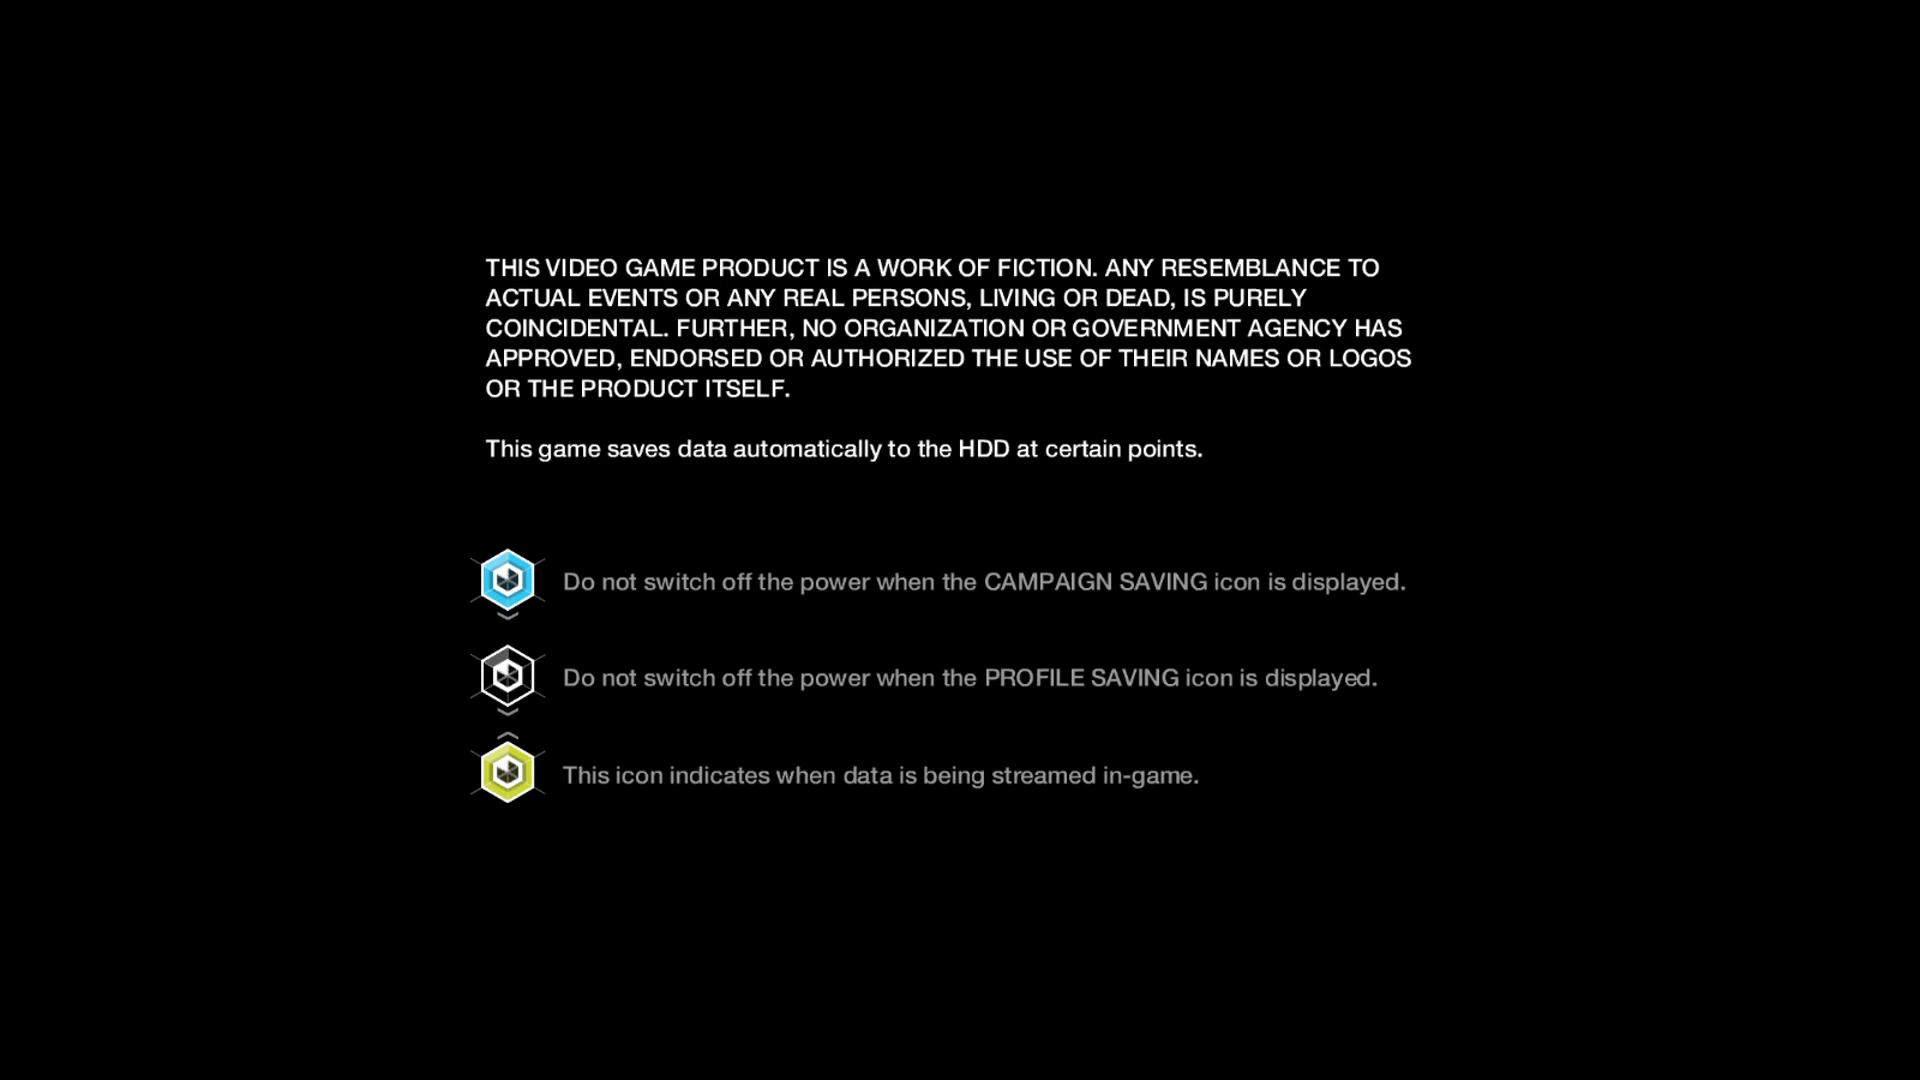 THIS VIDEO GAME PRODUCT IS A WORK OF FICTION. ANY RESEMBLANCE TO
ACTUAL EVENTS OR ANY REAL PERSONS, LIVING OR DEAD, IS PURELY
COINCIDENTAL. FURTHER, NO ORGANIZATION OR GOVERNMENT AGENCY HAS
APPROVED, ENDORSED OR AUTHORIZED THE USE OF THEIR NAMES OR LOGOS
OR THE PRODUCT ITSELF.
This game saves data automatically to the HDD at certain points.
Do not switch off the power when the CAMPAIGN SAVING icon is displayed.
Do not switch off the power when the PROFILE SAVING icon is displayed.
This icon indicates when data is being streamed in-game.